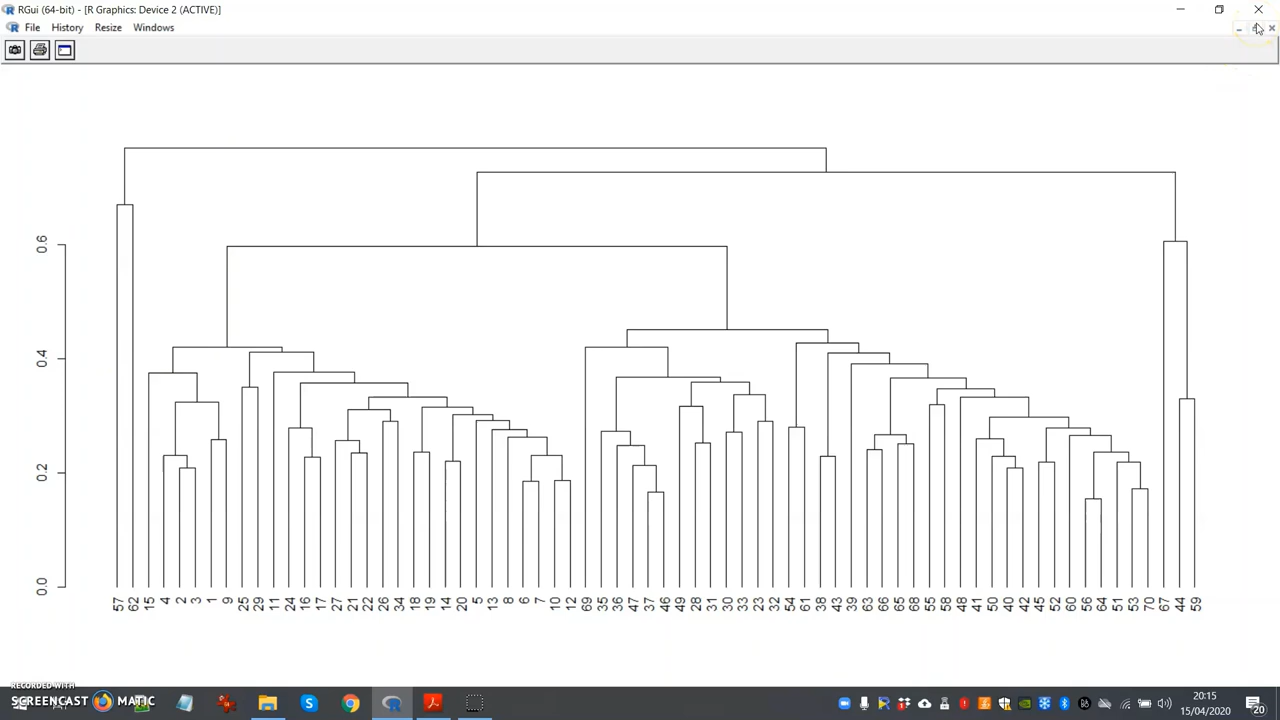 RGui (64-bit) - [R Graphics: Device 2 (ACTIVE)]
File History Resize Windows
0.6
0.4
0.2
0.0
57 62 15 4 2 3 1 9 25 29 11 24 16 17 27 21 22 26 34 18 19 14 20 5 13 8 6 7 10 12 69 35 36 47 37 46 49 28 31 30 33 23 32 54 61 38 43 39 63 66 65 68 55 58 48 41 50 40 42 45 52 60 56 64 51 53 70 67 44 59
RECORDED WITH
SCREENCAST MATIC
20:15
15/04/2020
20